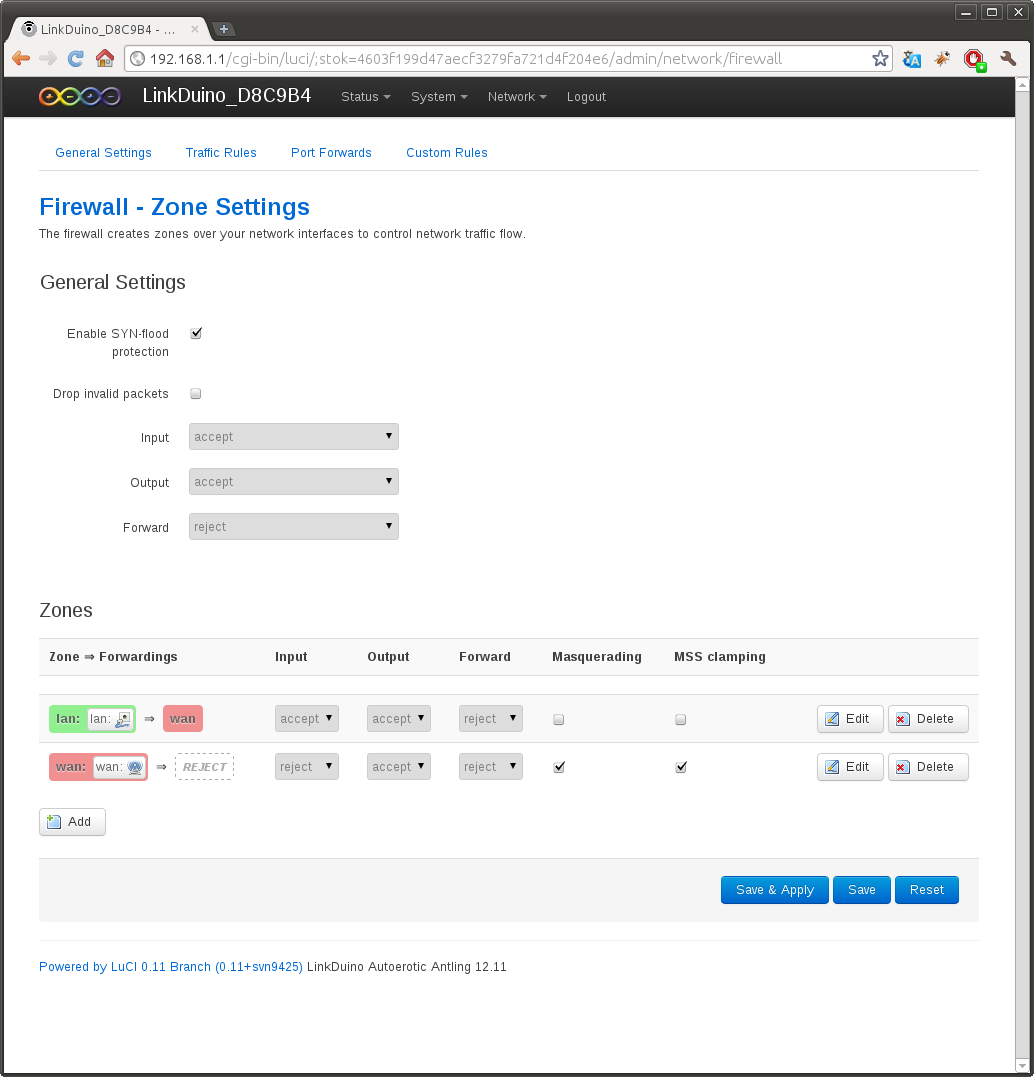 LinkDuino_D8C9B4 - ...
192.168.1.1/cgi-bin/luci/;stok=4603f199d47aecf3279fa721d4f204e6/admin/network/firewall
LinkDuino_D8C9B4 Status System Network Logout
General Settings Traffic Rules Port Forwards Custom Rules
Firewall - Zone Settings
The firewall creates zones over your network interfaces to control network traffic flow.
General Settings
Enable SYN-flood
protection
Drop invalid packets
Input accept
Output accept
Forward reject
Zones
Zone ⇒ Forwardings Input Output Forward Masquerading MSS clamping
lan: lan: ⇒ wan accept accept reject Edit Delete
wan: wan: ⇒ REJECT reject accept reject Edit Delete
Add
Save & Apply Save Reset
Powered by LuCI 0.11 Branch (0.11+svn9425) LinkDuino Autoerotic Antling 12.11